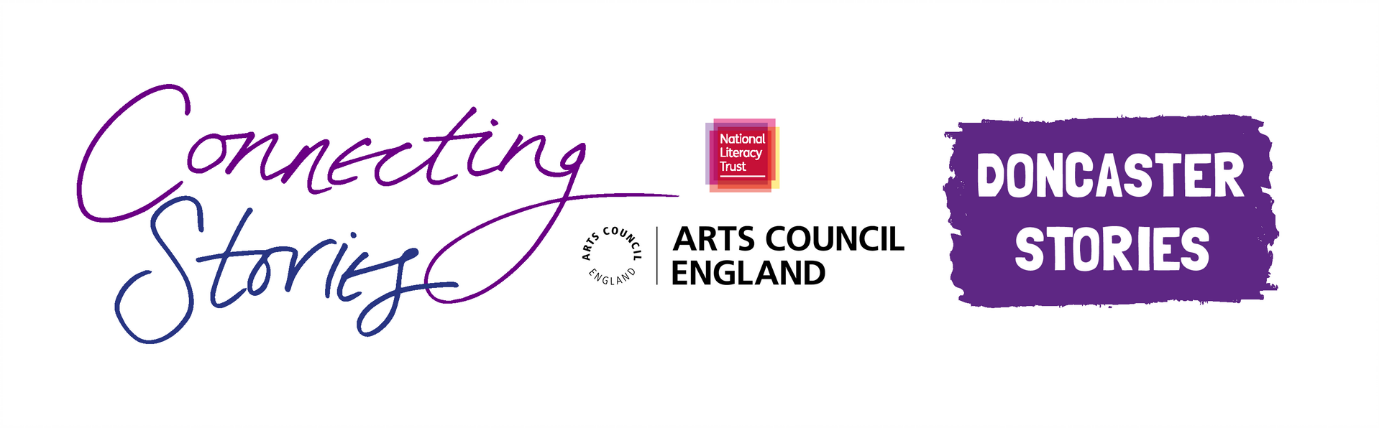 Connecting
Stories
National
Literacy
Trust
ARTS COUNCIL
ENGLAND
ARTS COUNCIL
ENGLAND
DONCASTER
STORIES